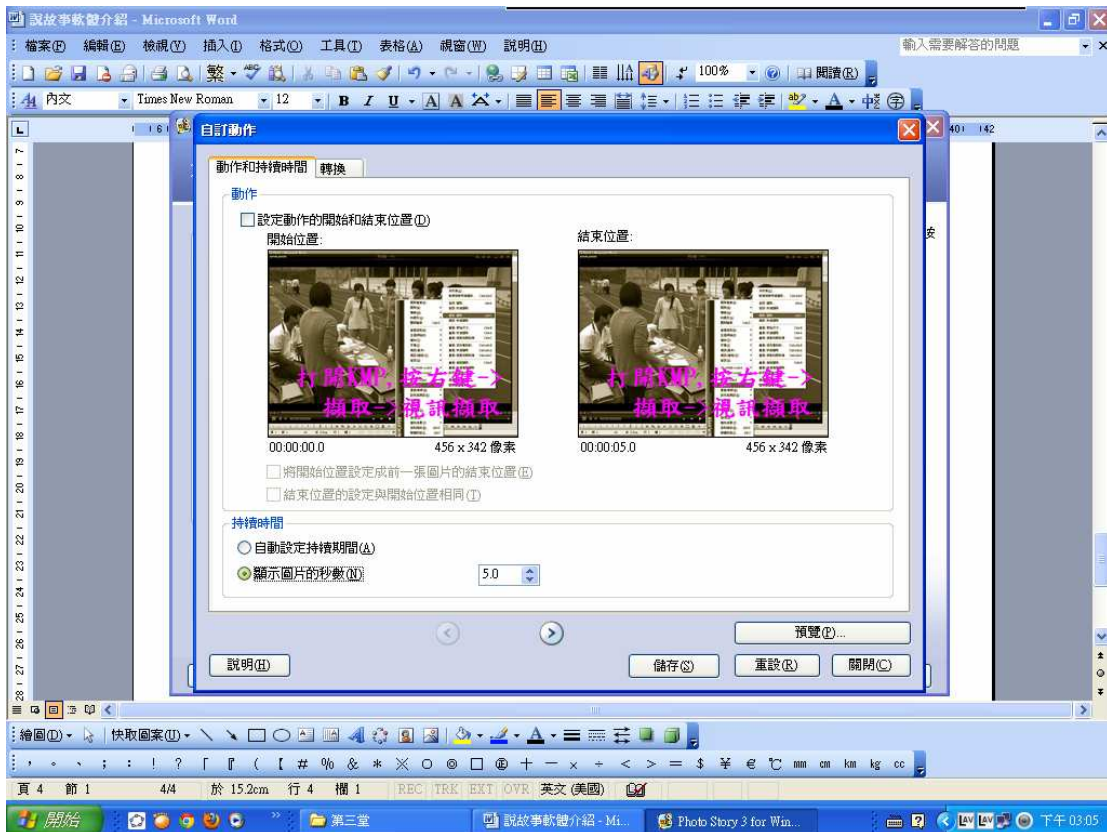 說故事軟體介紹 - Microsoft Word
檔案(F) 編輯(E) 檢視(V) 插入(I) 格式(O) 工具(T) 表格(A) 視窗(W) 說明(H) 輸入需要解答的問題
繁 100% 閱讀(R)
內文 Times New Roman 12 B I U A A A
自訂動作
動作和持續時間 轉換
動作
設定動作的開始和結束位置(D)
開始位置: 結束位置:
打開KMP,按右鍵->
擷取->視訊擷取
打開KMP,按右鍵->
擷取->視訊擷取
00:00:00.0 456 x 342 像素 00:00:05.0 456 x 342 像素
將開始位置設定成前一張圖片的結束位置(E)
結束位置的設定與開始位置相同(T)
持續時間
自動設定持續期間(A)
顯示圖片的秒數(N) 5.0
預覽(P)...
說明(H) 儲存(S) 重設(R) 關閉(C)
繪圖(D) 快取圖案(U)
, 。 、 ; : ! ? 「 『 ( 【 # % & * ※ ○ ◎ □ ⊕ + － × ÷ < > = $ ¥ € ℃ mm cm km kg cc
頁 4 節 1 4/4 於 15.2cm 行 4 欄 1 REC TRK EXT OVR 英文 (美國)
開始 第三堂 說故事軟體介紹 - Mi... Photo Story 3 for Win... 下午 03:05